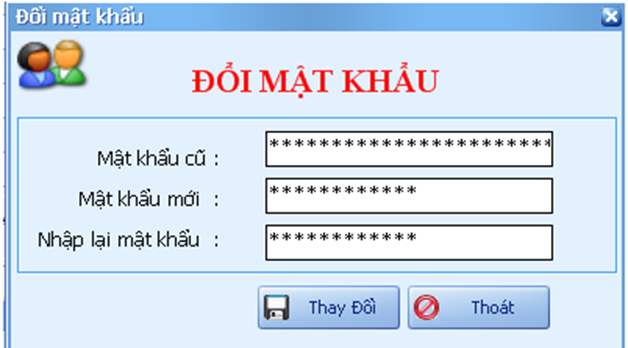 Đổi mật khẩu
ĐỔI MẬT KHẨU
Mật khẩu cũ : ***********************
Mật khẩu mới : ************
Nhập lại mật khẩu : ************
Thay Đổi Thoát